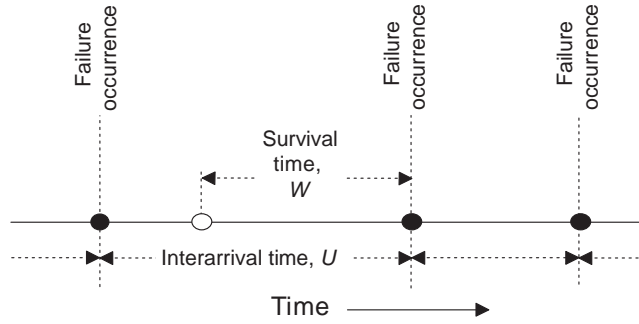 Failure
occurrence
Failure
occurrence
Failure
occurrence
Survival
time,
W
Interarrival time, U
Time